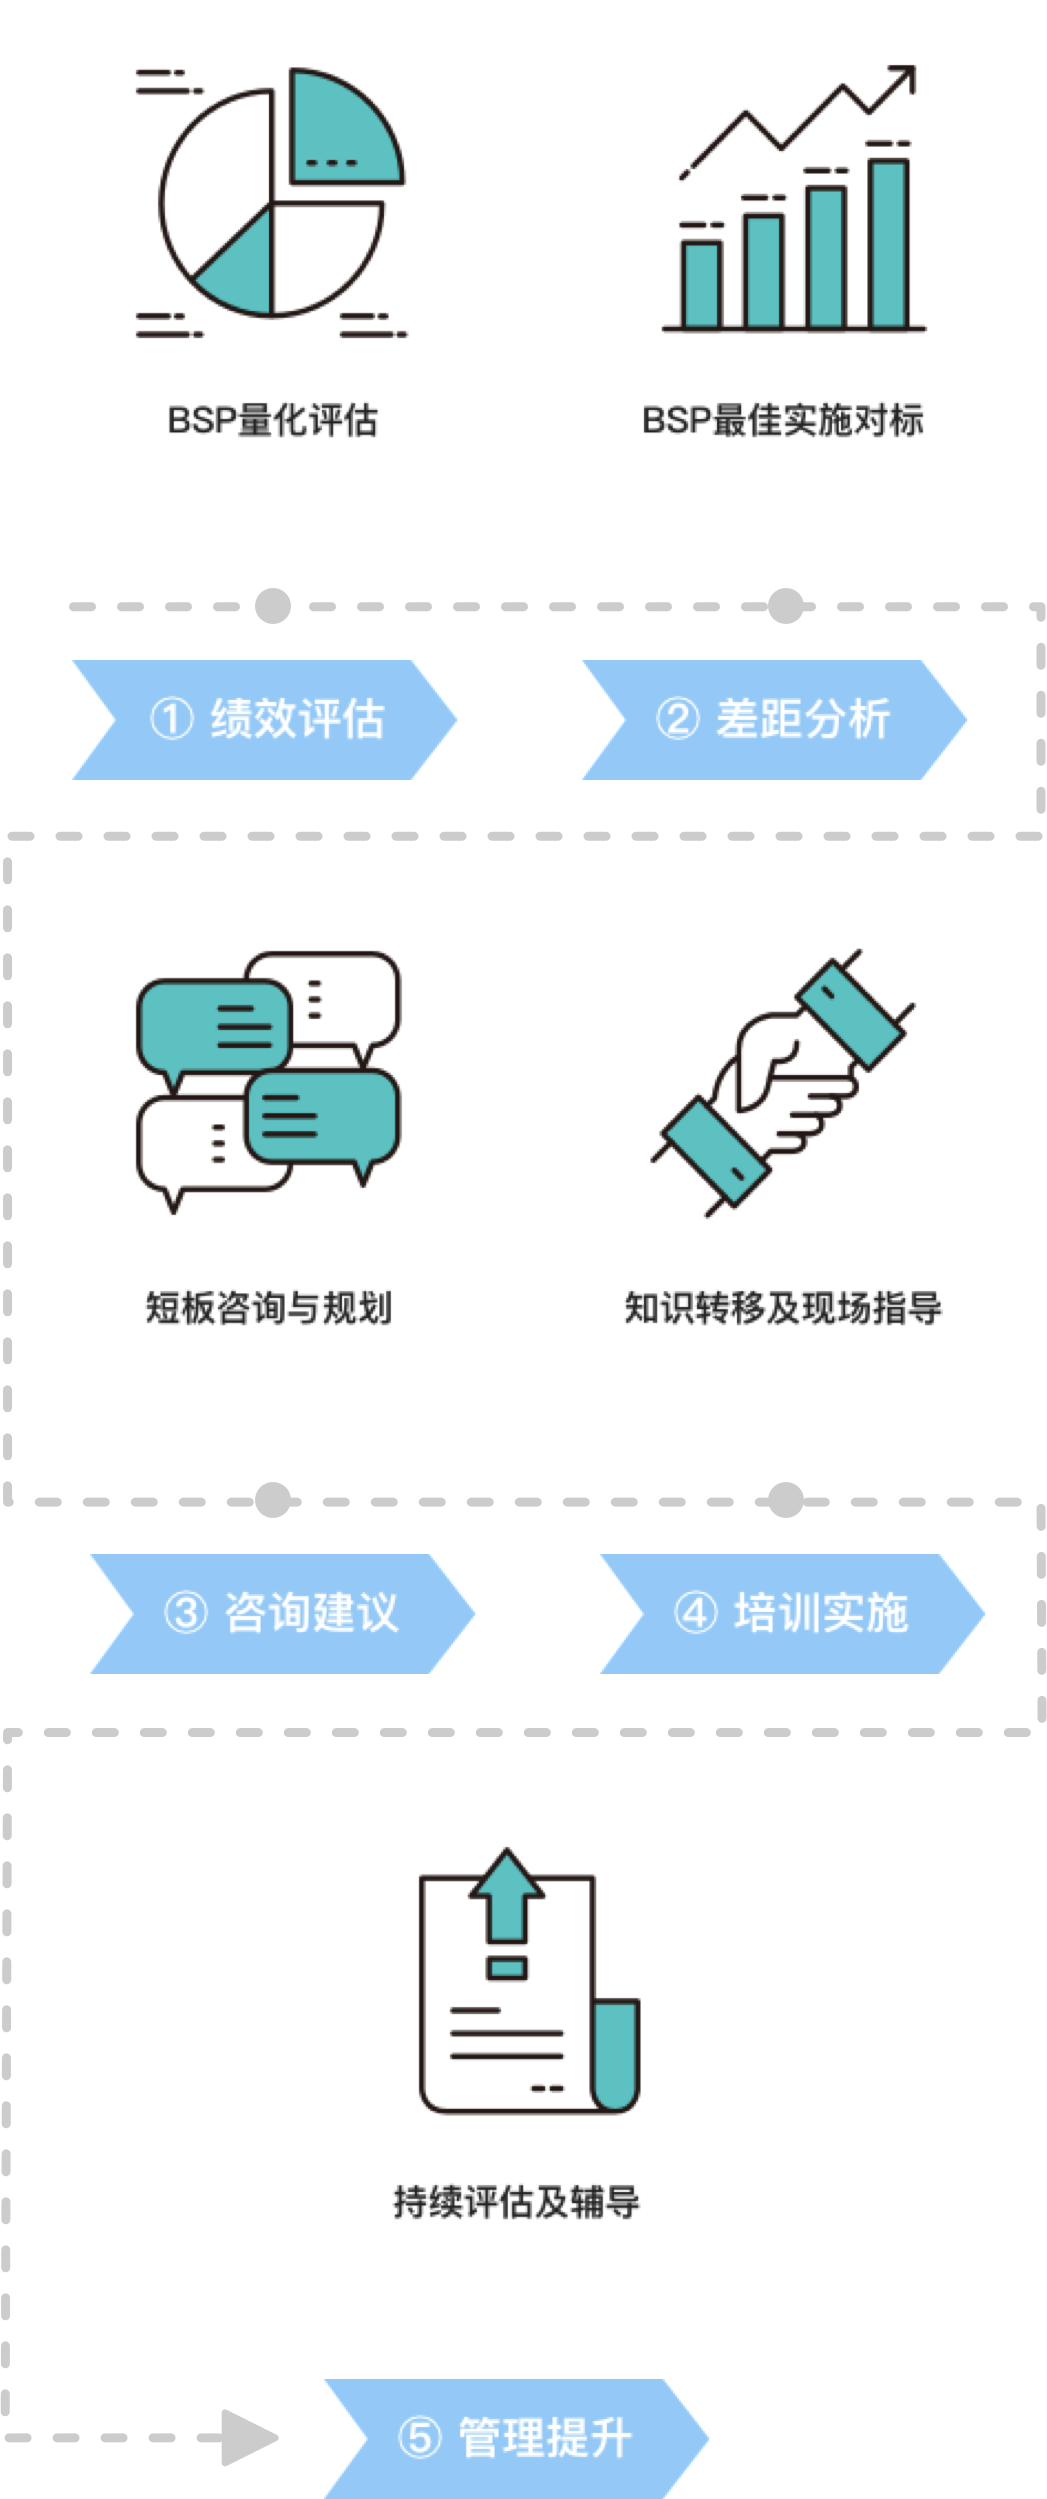 BSP量化评估
BSP最佳实施对标
① 绩效评估
② 差距分析
短板咨询与规划
知识转移及现场指导
③ 咨询建议
④ 培训实施
持续评估及辅导
⑤ 管理提升